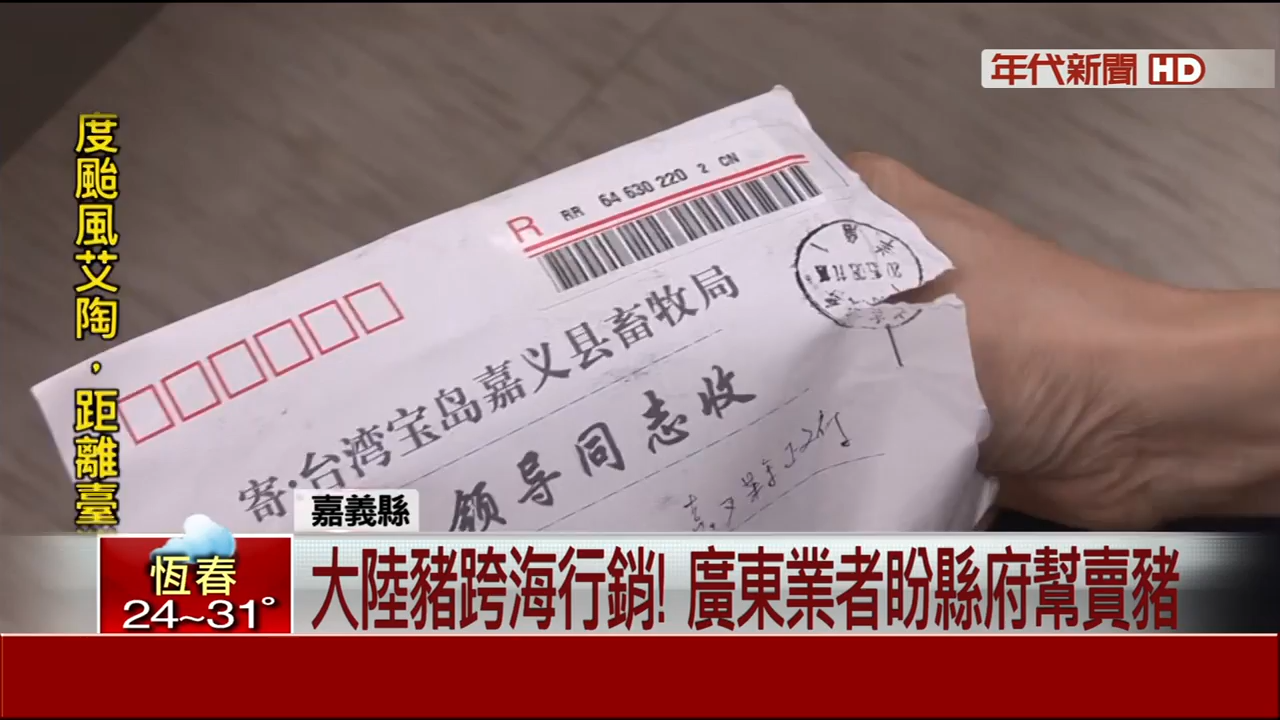 年代新聞 HD
度颱風艾陶，距離臺
R
RR 64 630 220 2 CN
寄·台湾宝岛嘉义县畜牧局
领导同志收
嘉義縣
恆春
24~31°
大陸豬跨海行銷! 廣東業者盼縣府幫賣豬